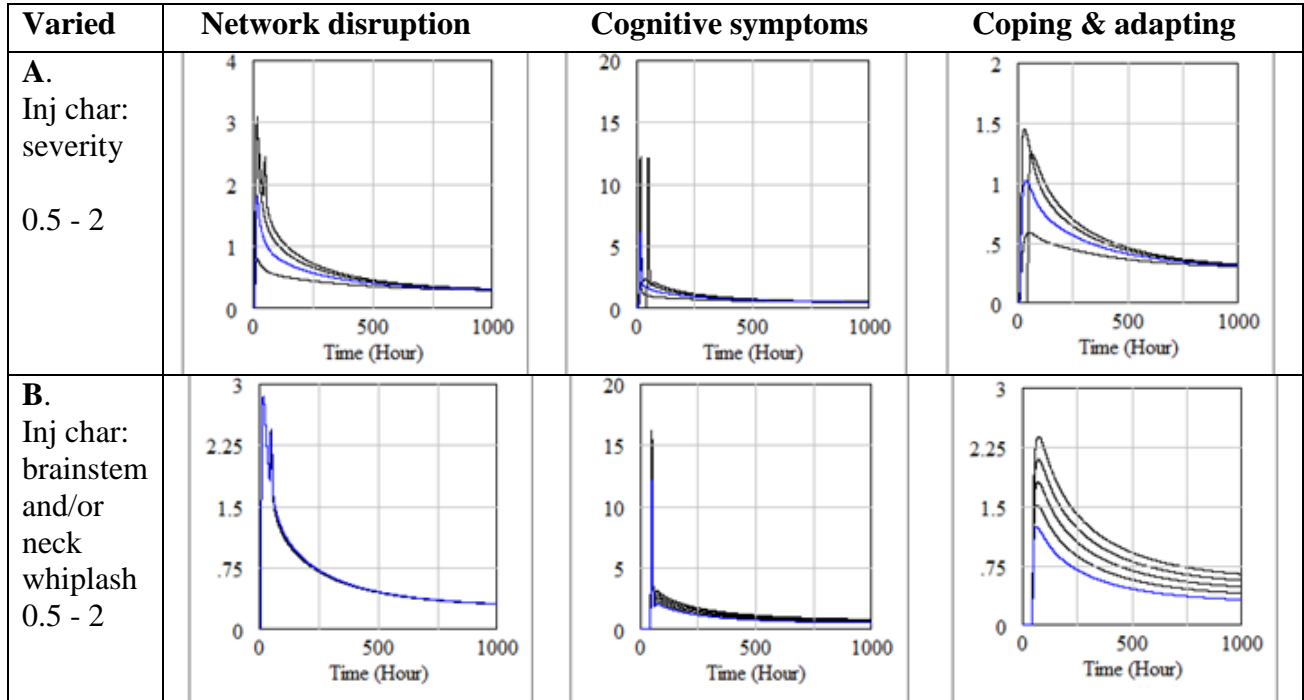 Varied Network disruption Cognitive symptoms Coping & adapting
A.
Inj char:
severity
0.5 - 2
4
3
2
1
0
0 500 1000
Time (Hour)
20
15
10
5
0
0 500 1000
Time (Hour)
2
1.5
1
.5
0
0 500 1000
Time (Hour)
B.
Inj char:
brainstem
and/or
neck
whiplash
0.5 - 2
3
2.25
1.5
.75
0
0 500 1000
Time (Hour)
20
15
10
5
0
0 500 1000
Time (Hour)
3
2.25
1.5
.75
0
0 500 1000
Time (Hour)